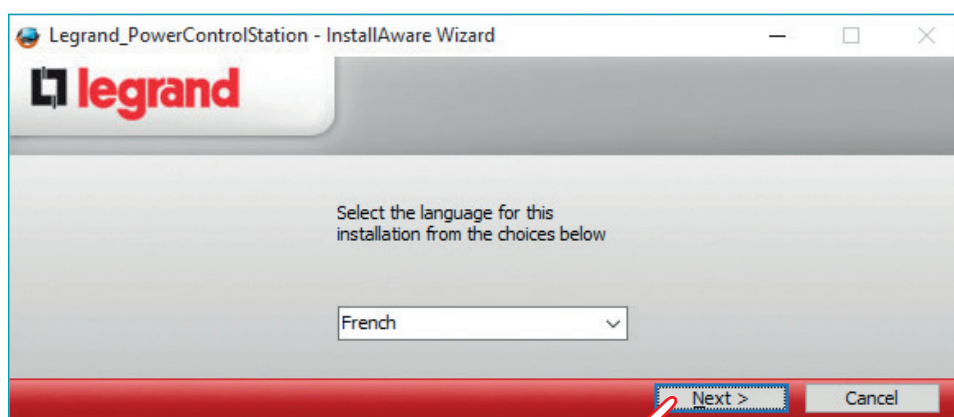 Legrand_PowerControlStation - InstallAware Wizard
legrand
Select the language for this
installation from the choices below
French
Next >
Cancel